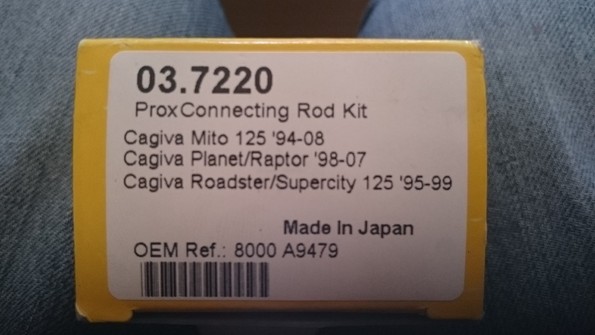 03.7220
ProxConnecting Rod Kit
Cagiva Mito 125 '94-08
Cagiva Planet/Raptor '98-07
Cagiva Roadster/Supercity 125 '95-99
Made In Japan
OEM Ref.: 8000 A9479